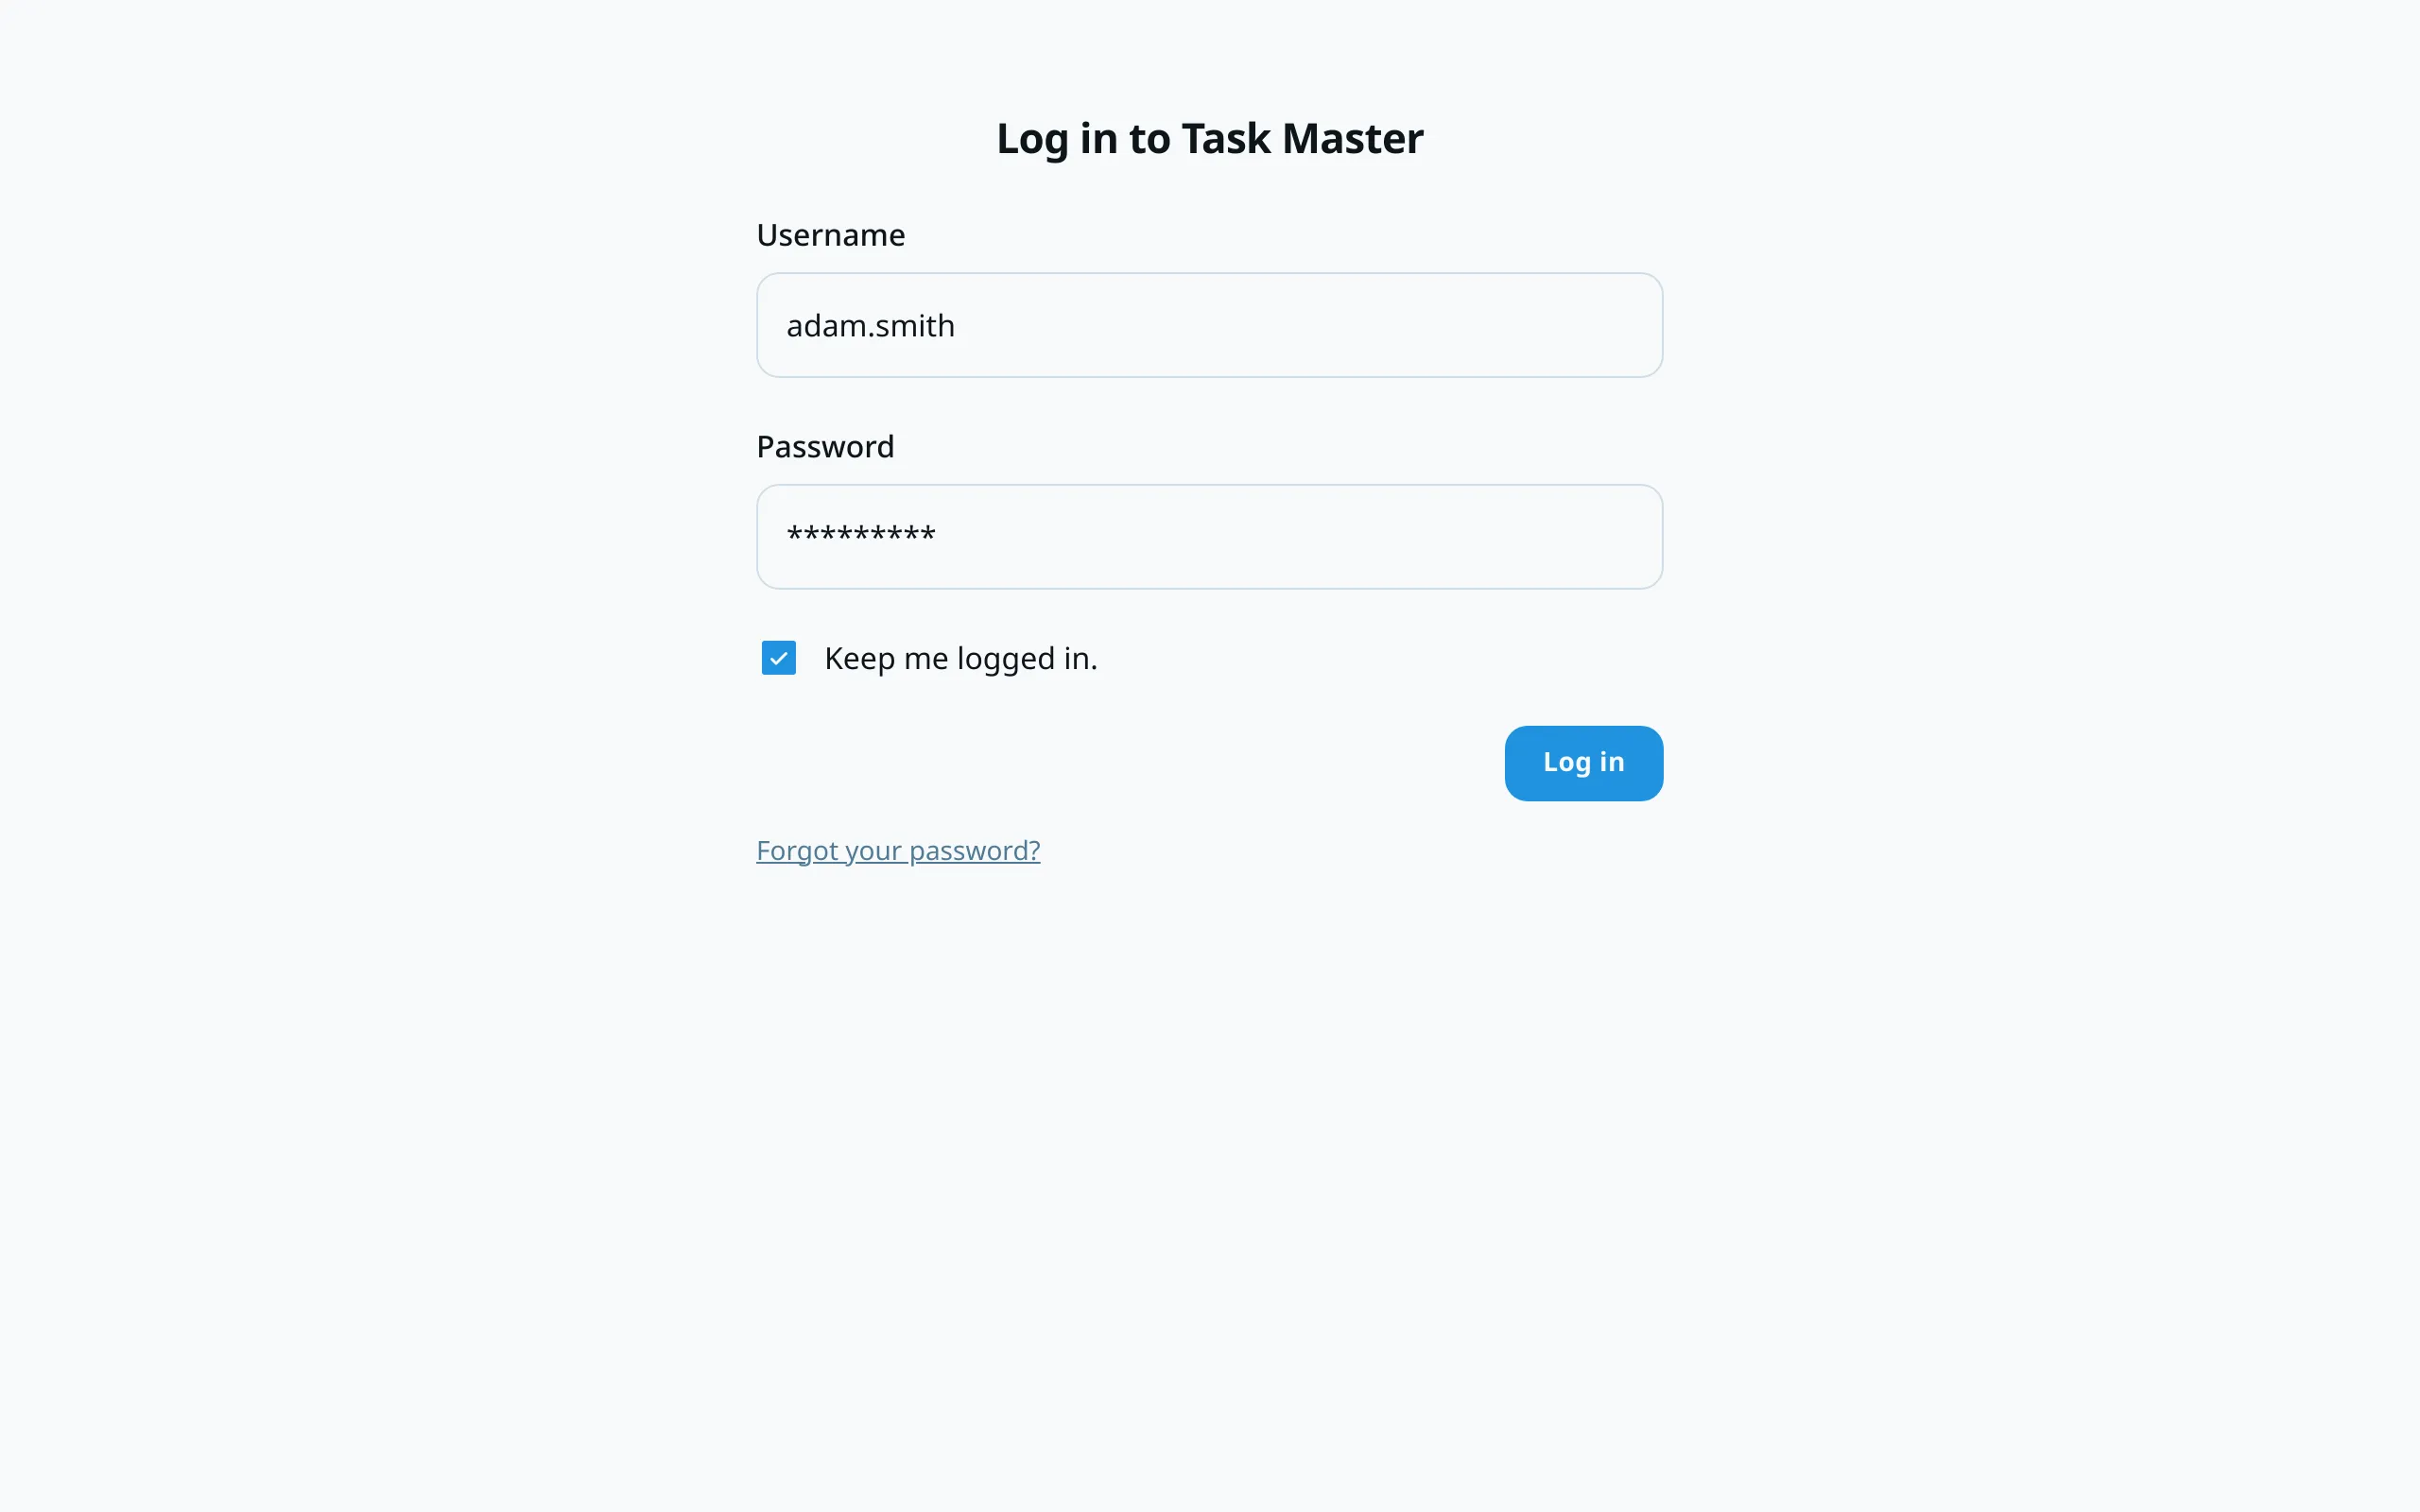 Log in to Task Master
Username
adam.smith
Password
*********
Keep me logged in.
Log in
Forgot your password?